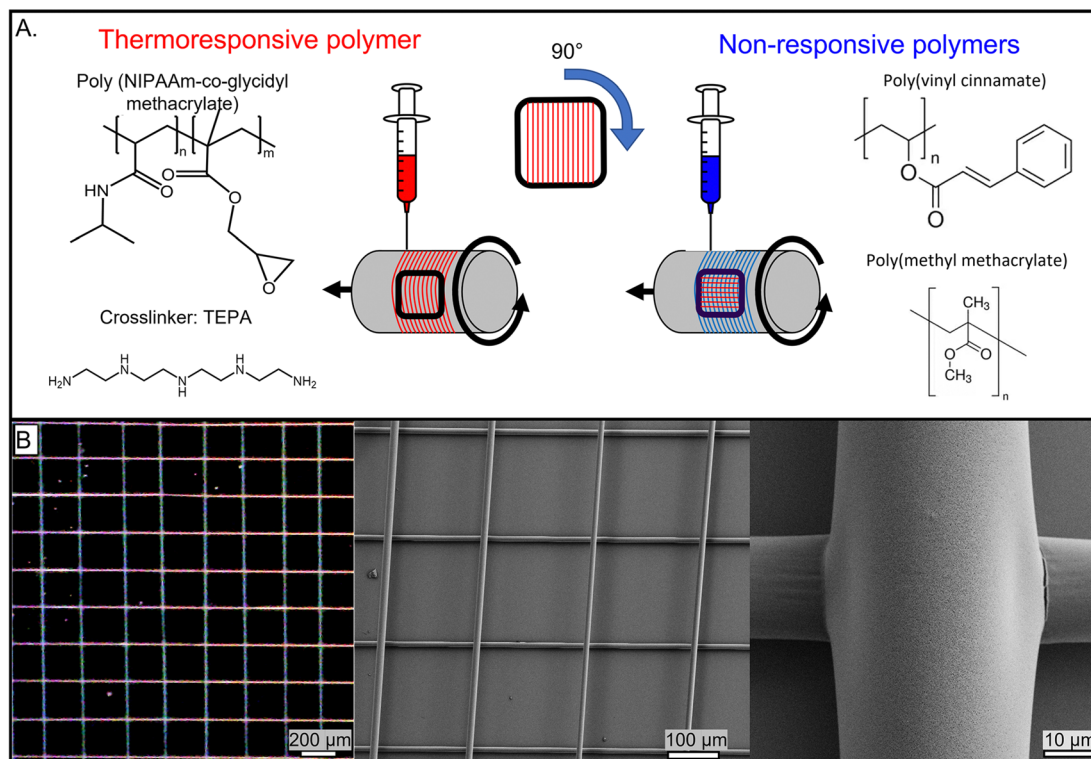 A.
Thermoresponsive polymer
Poly (NIPAAm-co-glycidyl
methacrylate)
n
m
HN
O
O
O
O
Crosslinker: TEPA
H₂N
H
N
N
H
H
N
NH₂
90°
Non-responsive polymers
Poly(vinyl cinnamate)
n
O
O
Poly(methyl methacrylate)
CH₃
O
O
CH₃
n
B
200 µm
100 µm
10 µm